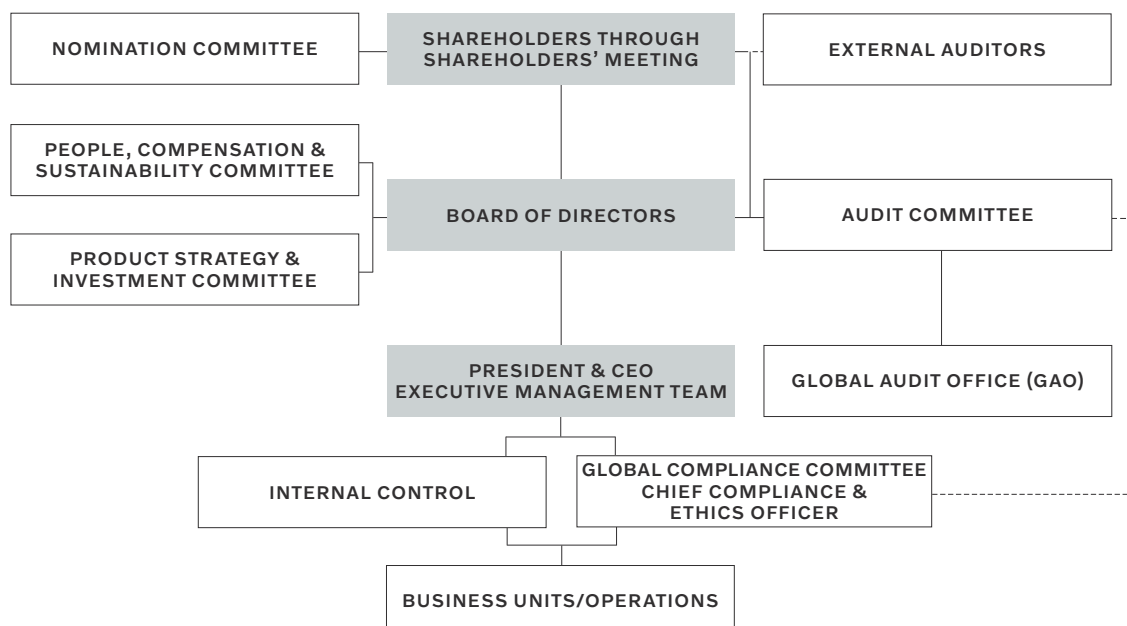 NOMINATION COMMITTEE
SHAREHOLDERS THROUGH
SHAREHOLDERS’ MEETING
EXTERNAL AUDITORS
PEOPLE, COMPENSATION &
SUSTAINABILITY COMMITTEE
BOARD OF DIRECTORS
AUDIT COMMITTEE
PRODUCT STRATEGY &
INVESTMENT COMMITTEE
PRESIDENT & CEO
EXECUTIVE MANAGEMENT TEAM
GLOBAL AUDIT OFFICE (GAO)
INTERNAL CONTROL
GLOBAL COMPLIANCE COMMITTEE
CHIEF COMPLIANCE &
ETHICS OFFICER
BUSINESS UNITS/OPERATIONS